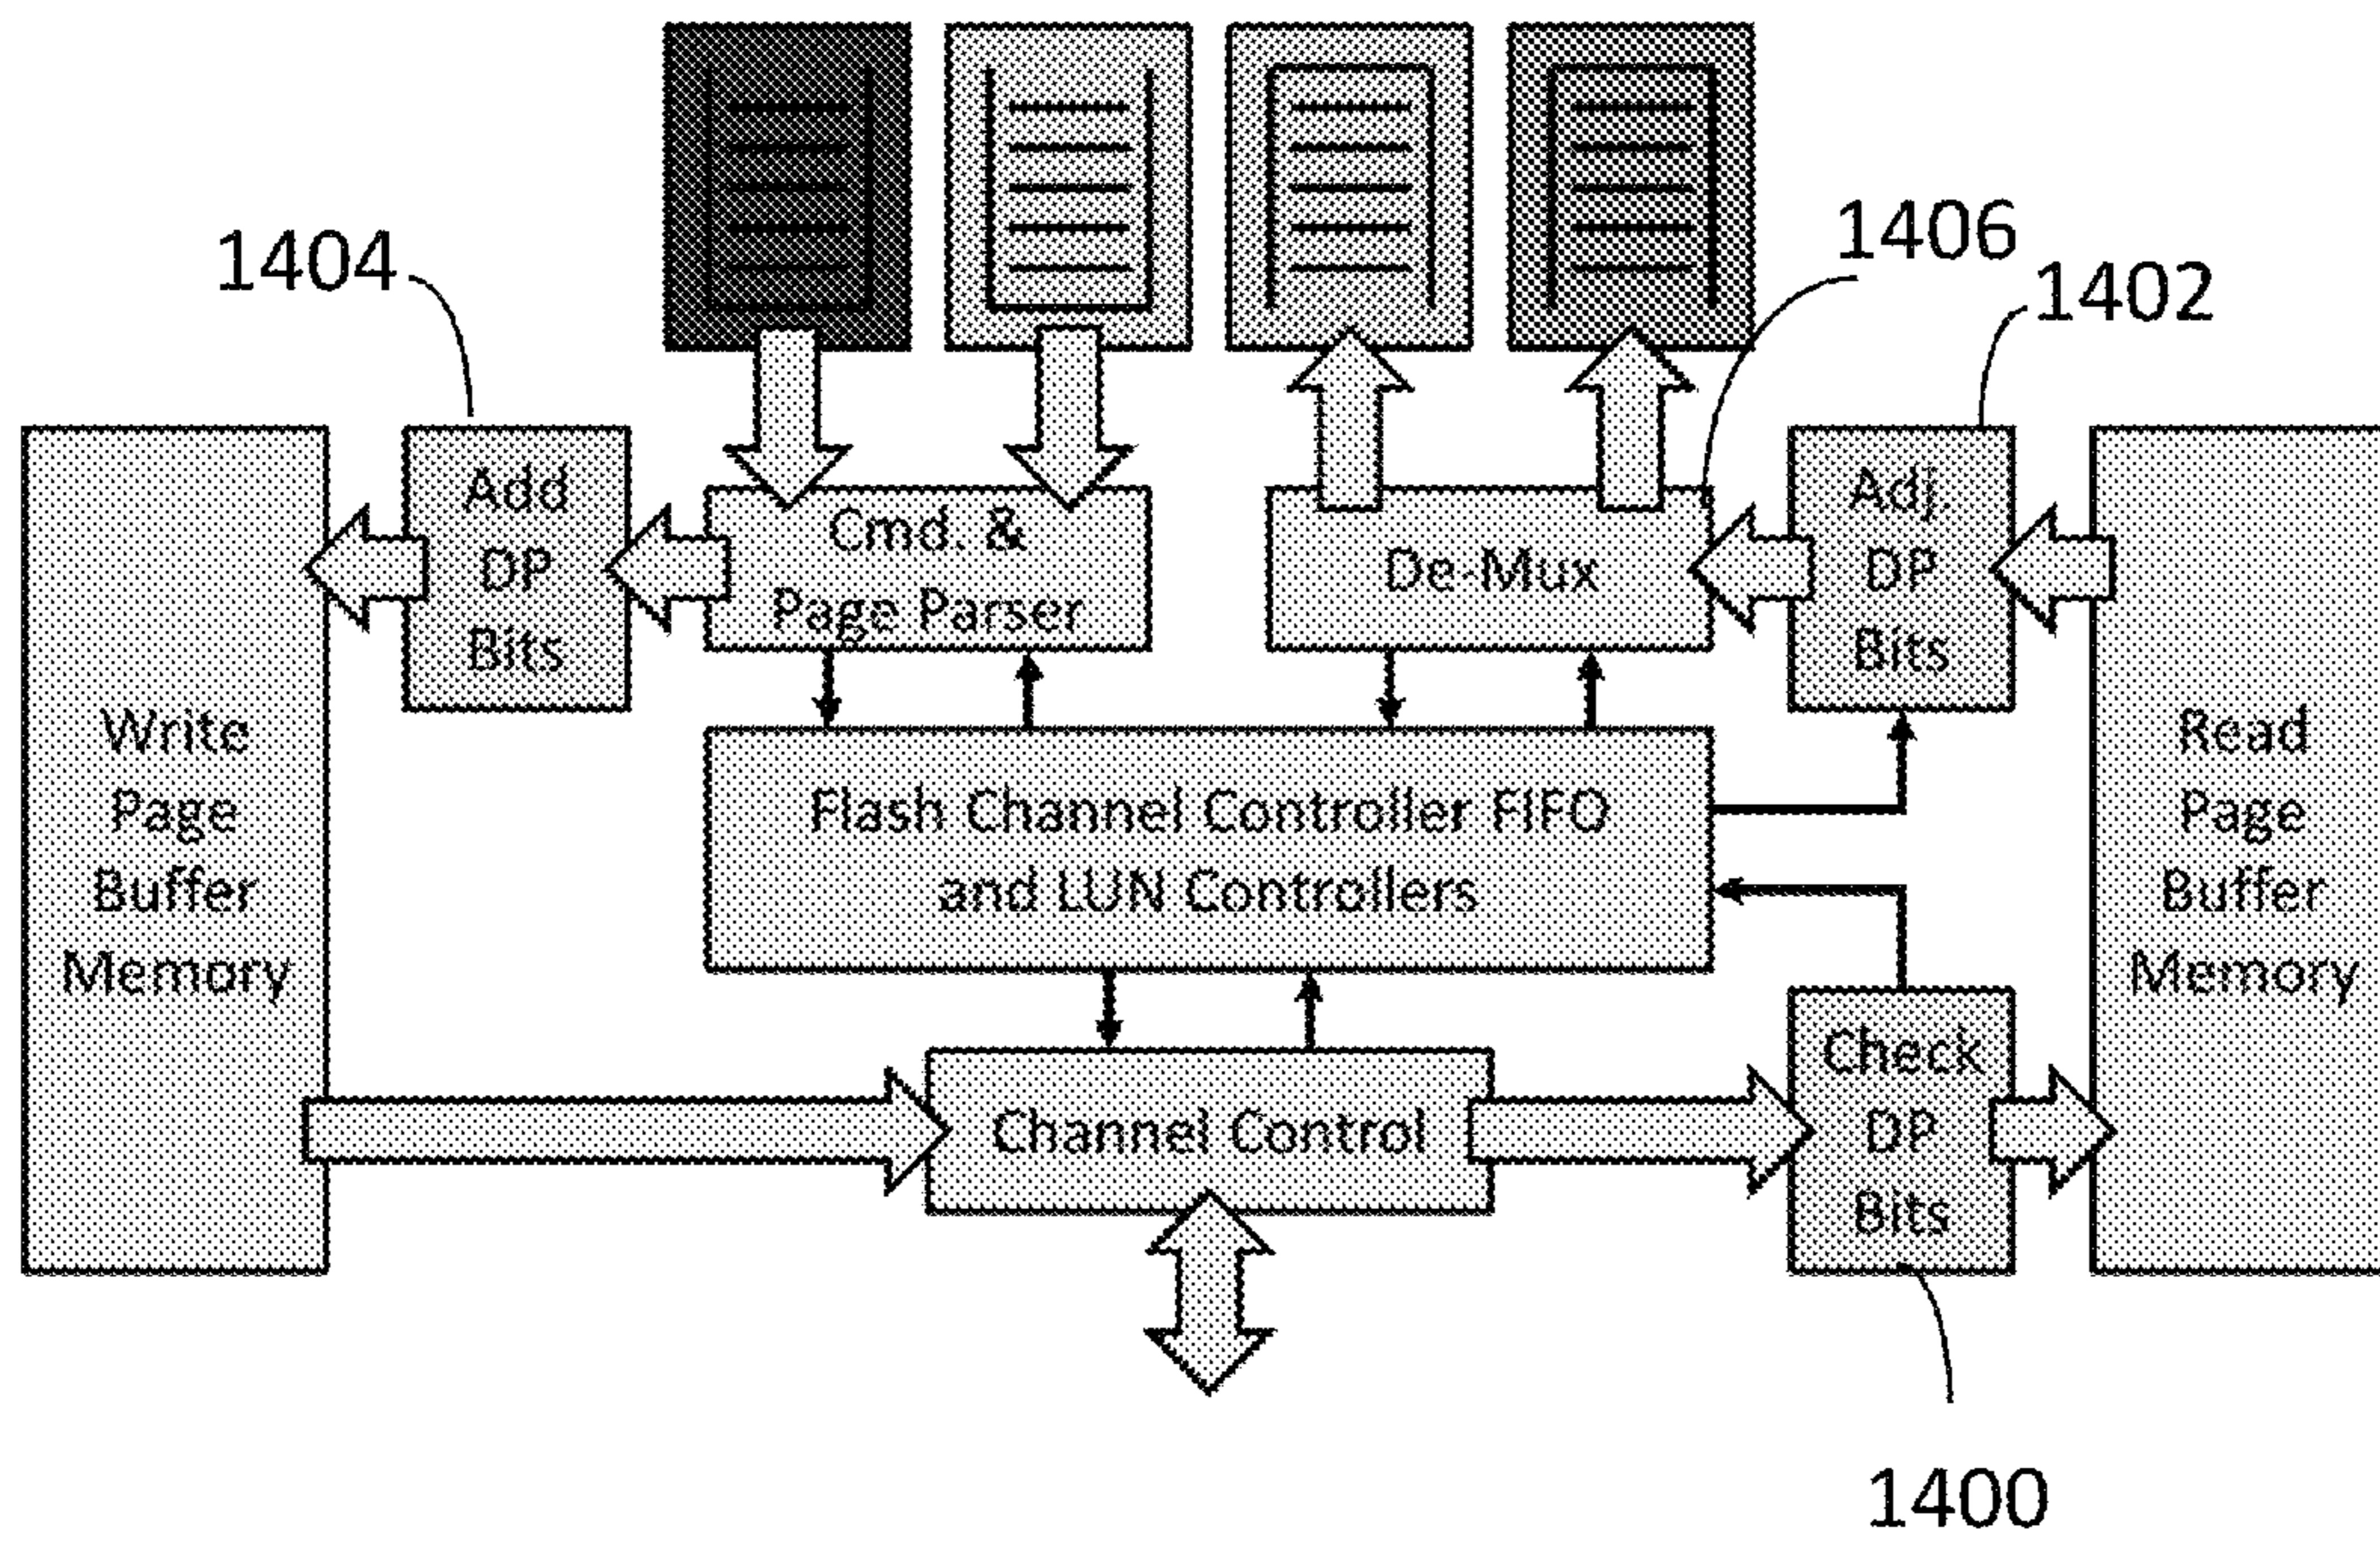 1404
1406
1402
Add
DP
Bits
Cmd. &
Page Parser
De-Mux
Adj.
DP
Bits
Write
Page
Buffer
Memory
Flash Channel Controller FIFO
and LUN Controllers
Read
Page
Buffer
Memory
Channel Control
Check
DP
Bits
1400